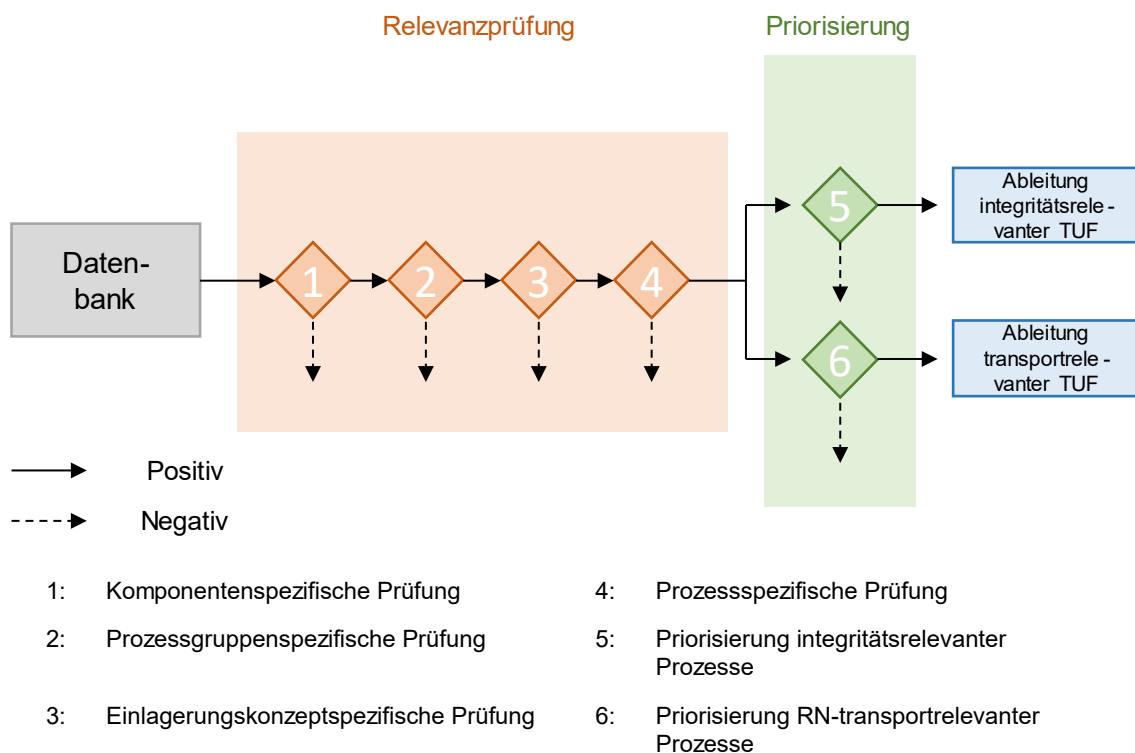 Relevanzprüfung
Priorisierung
Daten-
bank
1
2
3
4
5
6
Ableitung
integritätsrele-
vanter TUF
Ableitung
transportrele-
vanter TUF
Positiv
Negativ
1: Komponentenspezifische Prüfung
2: Prozessgruppenspezifische Prüfung
3: Einlagerungskonzeptspezifische Prüfung
4: Prozessspezifische Prüfung
5: Priorisierung integritätsrelevanter
Prozesse
6: Priorisierung RN-transportrelevanter
Prozesse